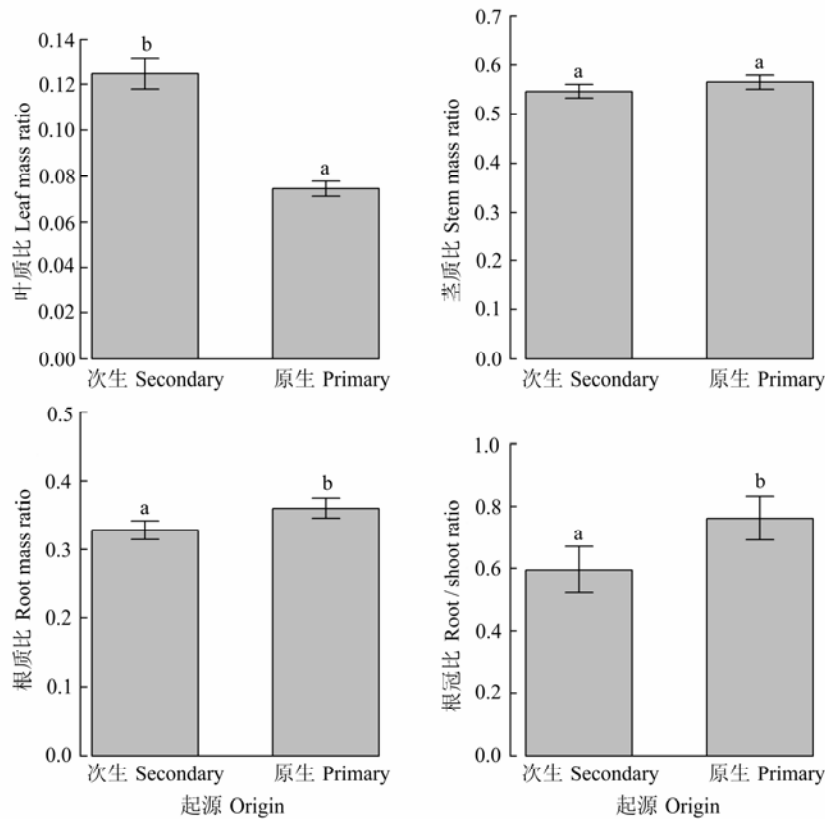 叶质比 Leaf mass ratio
0.14
0.12
0.10
0.08
0.06
0.04
0.02
0.00
b
a
次生 Secondary
原生 Primary
茎质比 Stem mass ratio
0.7
0.6
0.5
0.4
0.3
0.2
0.1
0.0
a
a
次生 Secondary
原生 Primary
根质比 Root mass ratio
0.5
0.4
0.3
0.2
0.1
0.0
a
b
次生 Secondary
原生 Primary
起源 Origin
根冠比 Root / shoot ratio
1.0
0.8
0.6
0.4
0.2
0.0
a
b
次生 Secondary
原生 Primary
起源 Origin